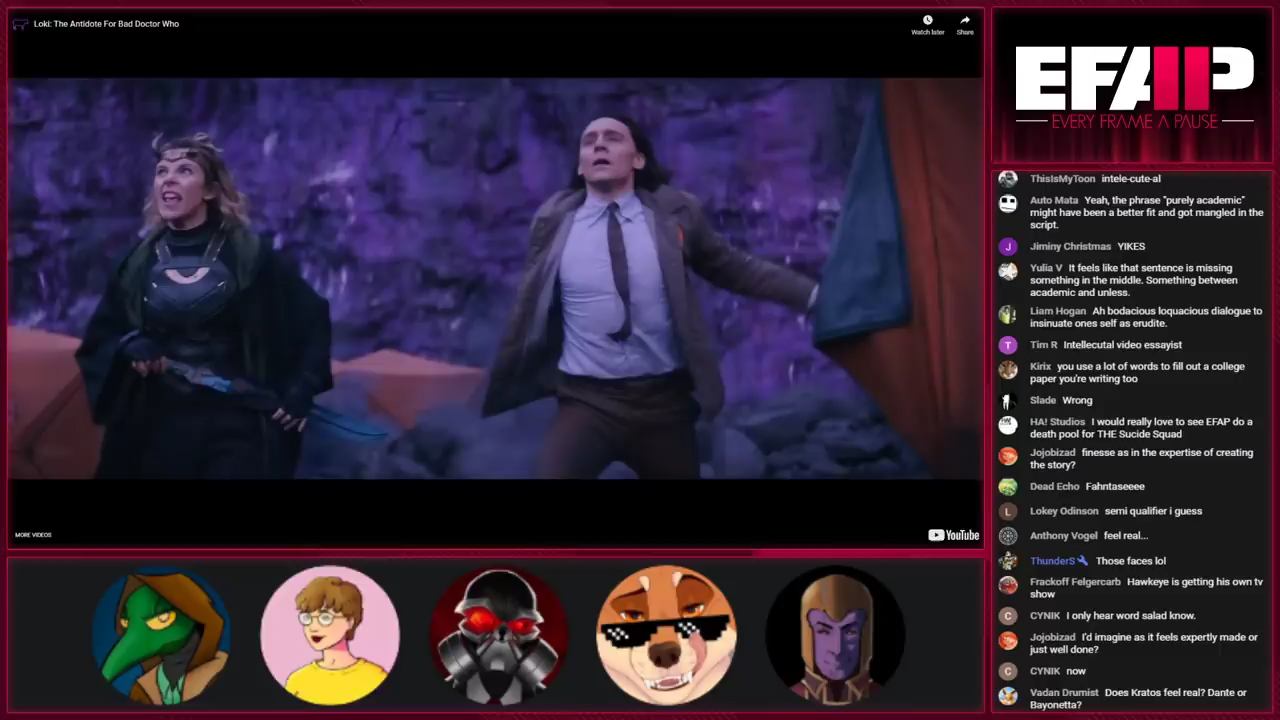 Loki: The Antidote For Bad Doctor Who
Watch later
Share
MORE VIDEOS
YouTube
EFAP
EVERY FRAME A PAUSE
ThisIsMyToon intele-cute-al
Auto Mata Yeah, the phrase "purely academic"
might have been a better fit and got mangled in the
script.
Jiminy Christmas YIKES
Yulia V It feels like that sentence is missing
something in the middle. Something between
academic and unless.
Liam Hogan Ah bodacious loquacious dialogue to
insinuate ones self as erudite.
Tim R Intellecutal video essayist
Kirix you use a lot of words to fill out a college
paper you're writing too
Slade Wrong
HA! Studios I would really love to see EFAP do a
death pool for THE Sucide Squad
Jojobizad finesse as in the expertise of creating
the story?
Dead Echo Fahntaseeee
Lokey Odinson semi qualifier i guess
Anthony Vogel feel real...
ThunderS Those faces lol
Frackoff Felgercarb Hawkeye is getting his own tv
show
CYNIK I only hear word salad know.
Jojobizad I'd imagine as it feels expertly made or
just well done?
CYNIK now
Vadan Drumist Does Kratos feel real? Dante or
Bayonetta?